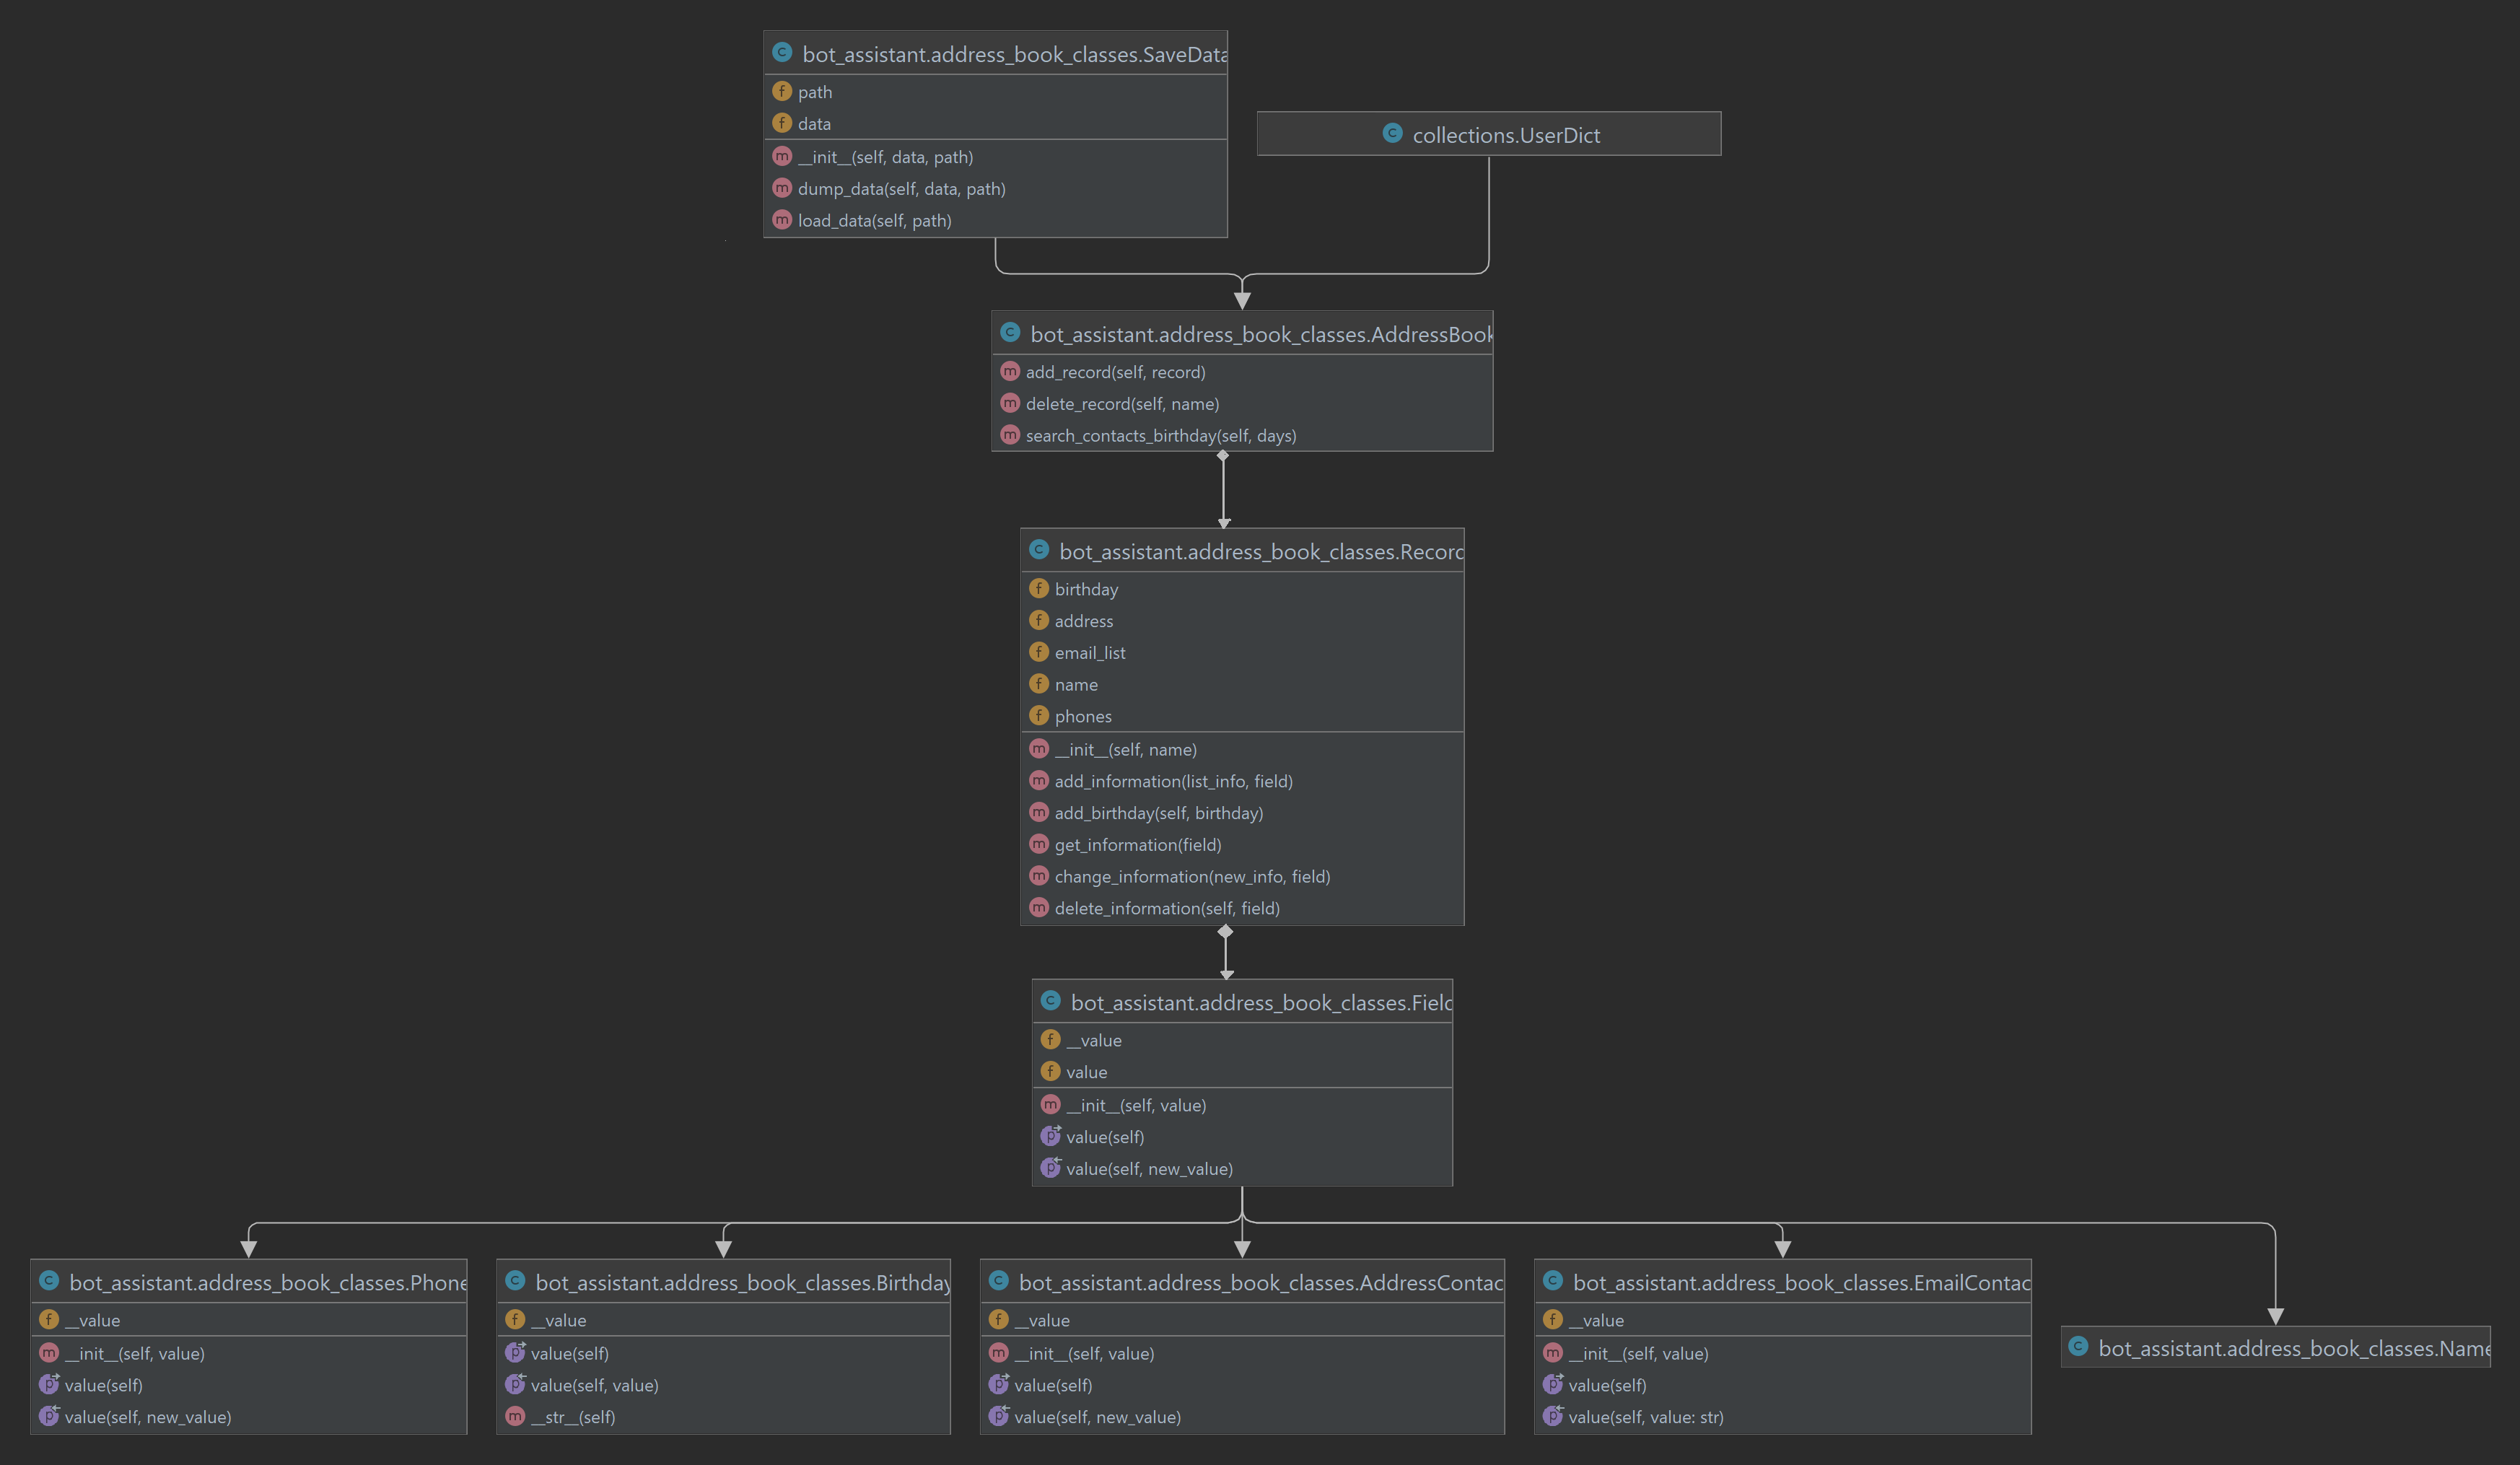 bot_assistant.address_book_classes.SaveData
path
data
__init__(self, data, path)
dump_data(self, data, path)
load_data(self, path)
collections.UserDict
bot_assistant.address_book_classes.AddressBook
add_record(self, record)
delete_record(self, name)
search_contacts_birthday(self, days)
bot_assistant.address_book_classes.Record
birthday
address
email_list
name
phones
__init__(self, name)
add_information(list_info, field)
add_birthday(self, birthday)
get_information(field)
change_information(new_info, field)
delete_information(self, field)
bot_assistant.address_book_classes.Field
__value
value
__init__(self, value)
value(self)
value(self, new_value)
bot_assistant.address_book_classes.Phone
__value
__init__(self, value)
value(self)
value(self, new_value)
bot_assistant.address_book_classes.Birthday
__value
value(self)
value(self, value)
__str__(self)
bot_assistant.address_book_classes.AddressContac
__value
__init__(self, value)
value(self)
value(self, new_value)
bot_assistant.address_book_classes.EmailContac
__value
__init__(self, value)
value(self)
value(self, value: str)
bot_assistant.address_book_classes.Name